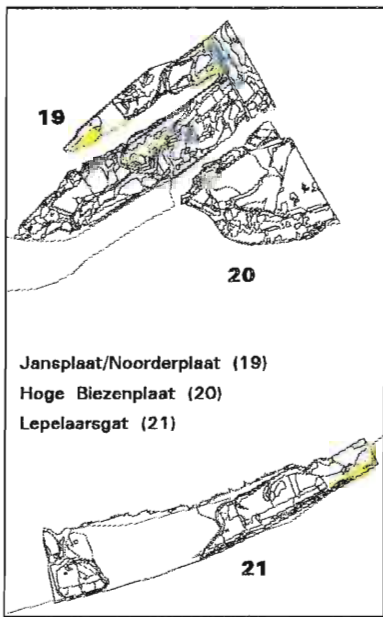 19
20
Jansplaat/Noorderplaat (19)
Hoge Biezenplaat (20)
Lepelaarsgat (21)
21